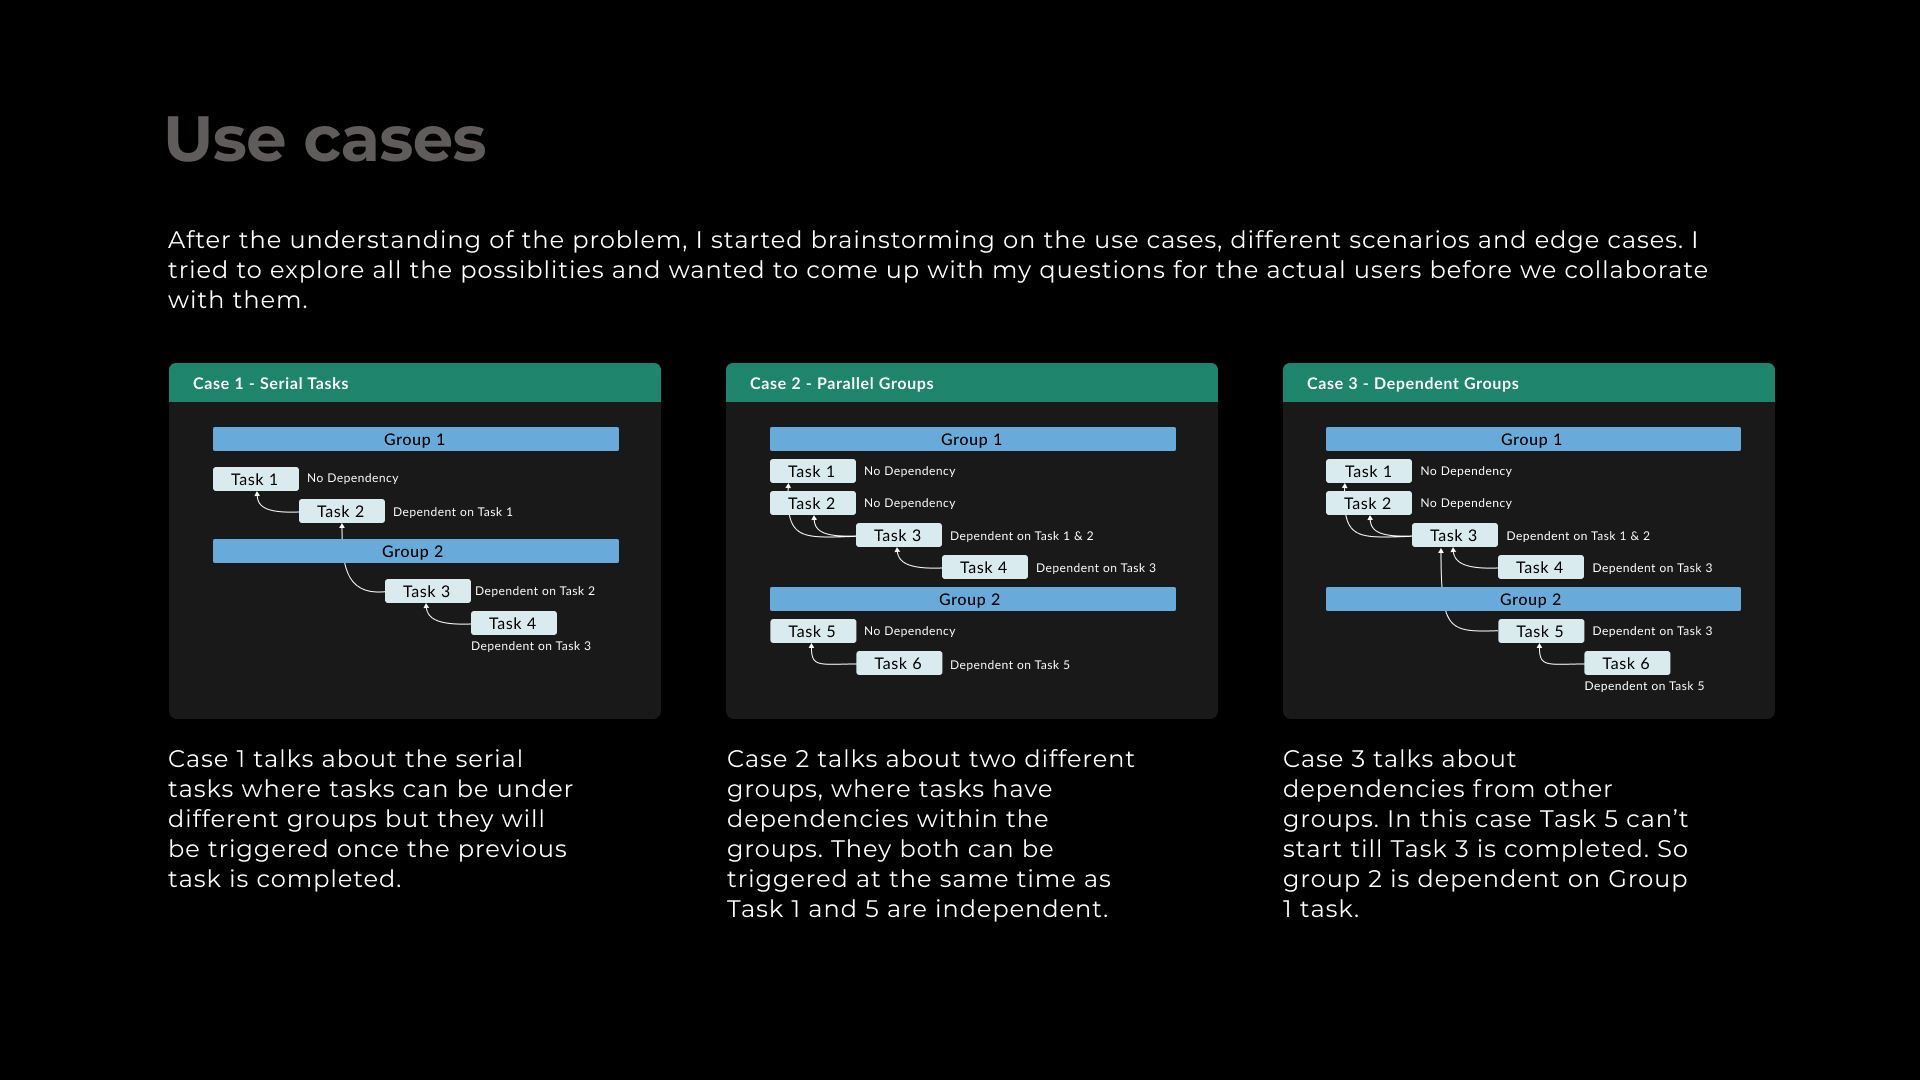 Use cases
After the understanding of the problem, I started brainstorming on the use cases, different scenarios and edge cases. I
tried to explore all the possiblities and wanted to come up with my questions for the actual users before we collaborate
with them.
Case 1 - Serial Tasks
Group 1
Task 1 No Dependency
Task 2 Dependent on Task 1
Group 2
Task 3 Dependent on Task 2
Task 4
Dependent on Task 3
Case 1 talks about the serial
tasks where tasks can be under
different groups but they will
be triggered once the previous
task is completed.
Case 2 - Parallel Groups
Group 1
Task 1 No Dependency
Task 2 No Dependency
Task 3 Dependent on Task 1 & 2
Task 4 Dependent on Task 3
Group 2
Task 5 No Dependency
Task 6 Dependent on Task 5
Case 2 talks about two different
groups, where tasks have
dependencies within the
groups. They both can be
triggered at the same time as
Task 1 and 5 are independent.
Case 3 - Dependent Groups
Group 1
Task 1 No Dependency
Task 2 No Dependency
Task 3 Dependent on Task 1 & 2
Task 4 Dependent on Task 3
Group 2
Task 5 Dependent on Task 3
Task 6
Dependent on Task 5
Case 3 talks about
dependencies from other
groups. In this case Task 5 can’t
start till Task 3 is completed. So
group 2 is dependent on Group
1 task.